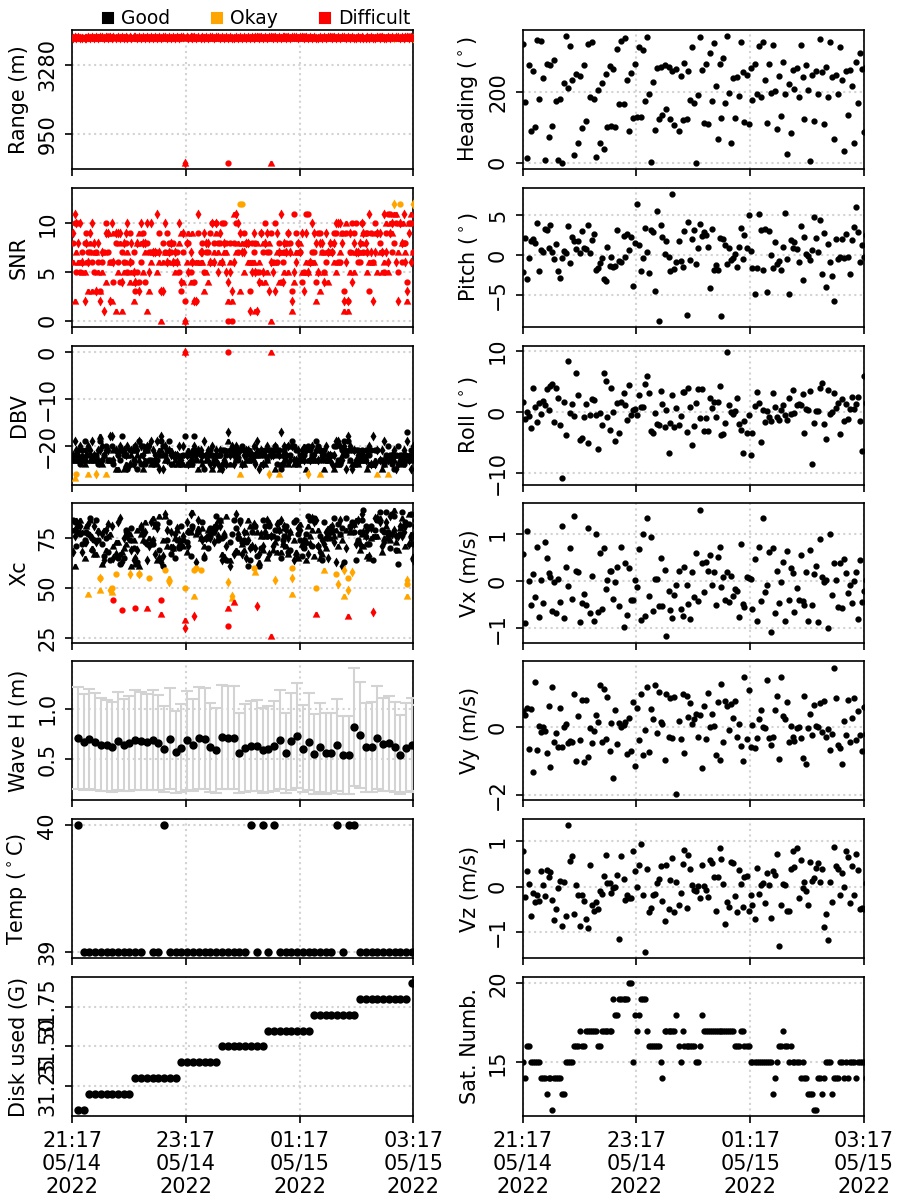 Good Okay Difficult
Range (m)
3280
950
Heading (°)
200
0
SNR
10
5
0
Pitch (°)
5
0
−5
DBV
0
−10
−20
Roll (°)
10
0
−10
Xc
75
50
25
Vx (m/s)
1
0
−1
Wave H (m)
1.0
0.5
Vy (m/s)
0
−2
Temp (°C)
40
39
Vz (m/s)
1
0
−1
Disk used (G)
31.75
31.50
31.25
Sat. Numb.
20
15
21:17 23:17 01:17 03:17
05/14 05/14 05/15 05/15
2022 2022 2022 2022
21:17 23:17 01:17 03:17
05/14 05/14 05/15 05/15
2022 2022 2022 2022